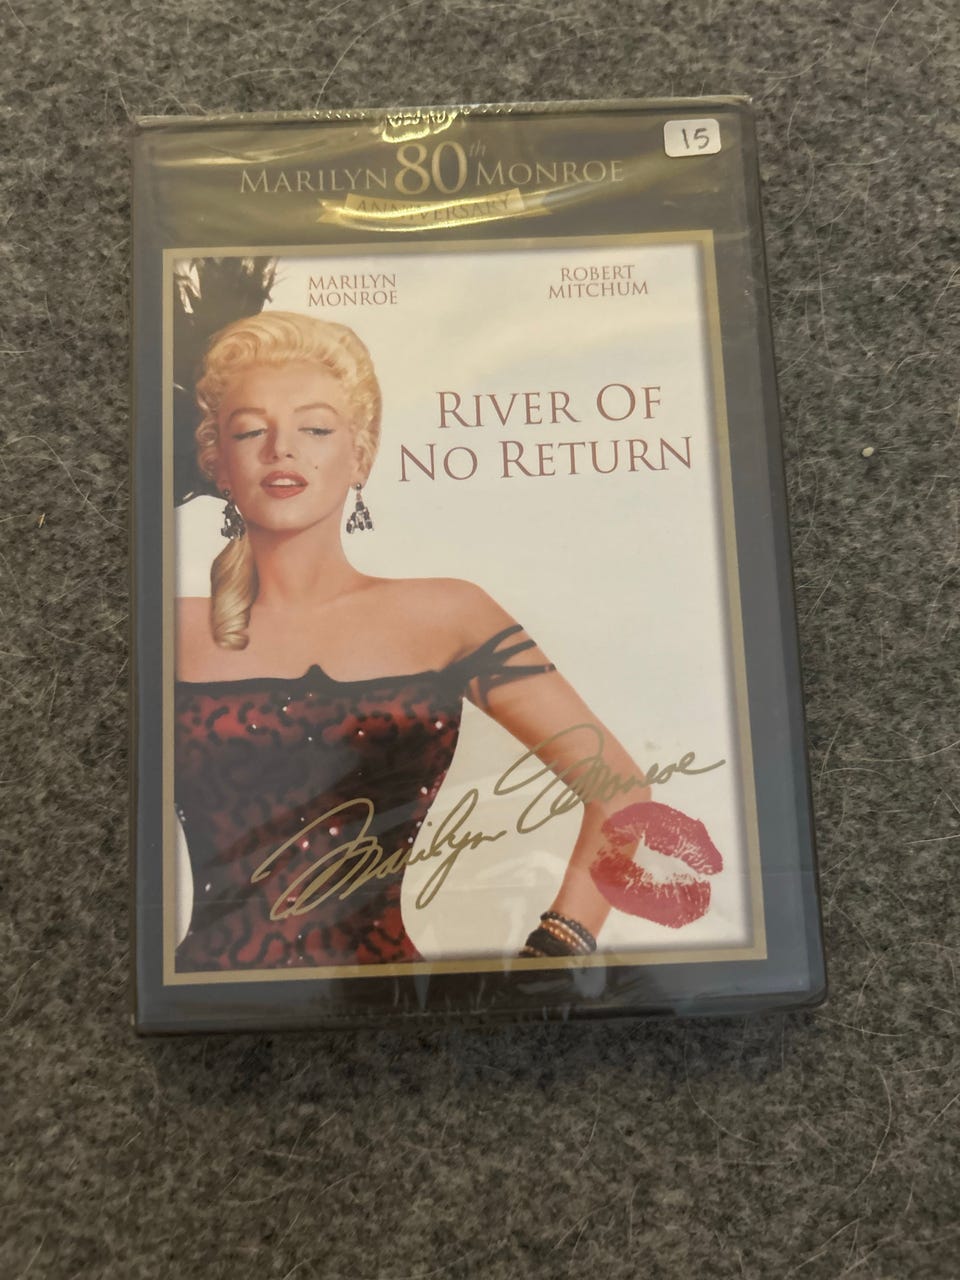 15
MARILYN 80th MONROE
ANNIVERSARY
MARILYN
MONROE
ROBERT
MITCHUM
RIVER OF
NO RETURN
Marilyn Monroe